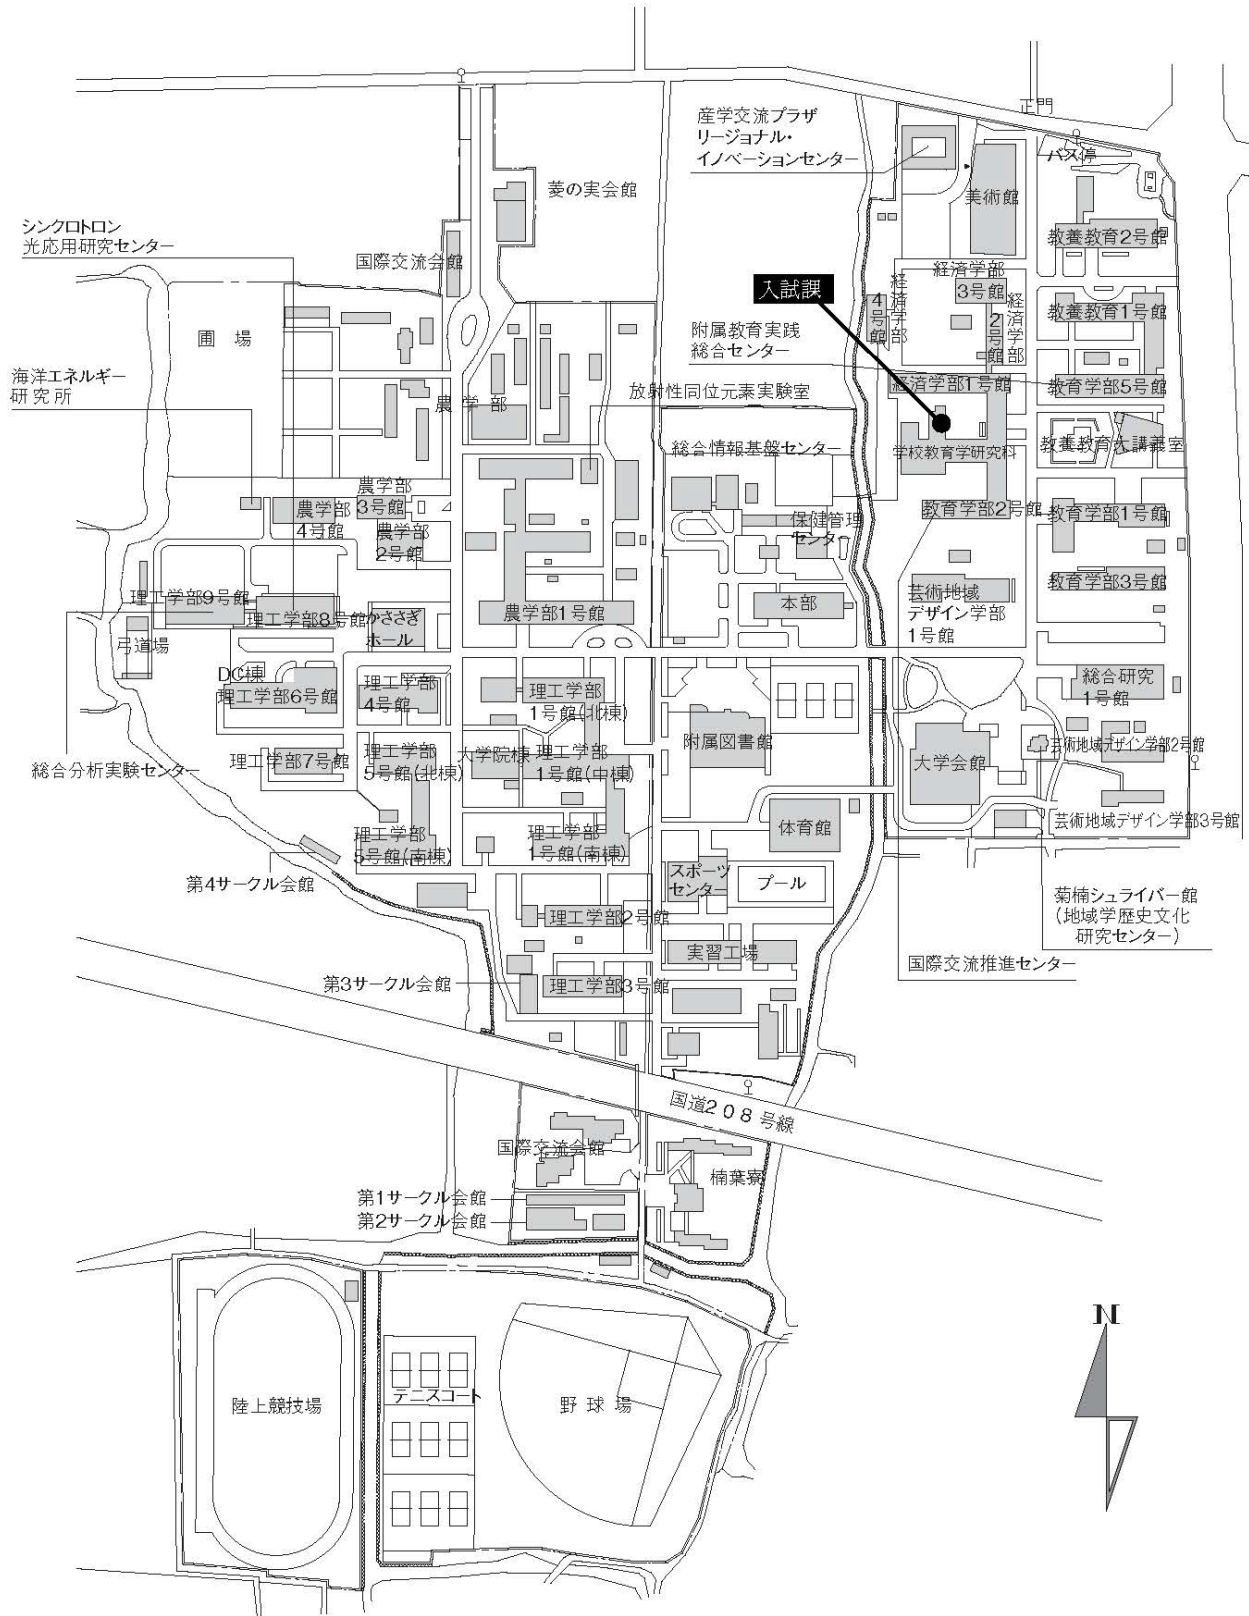 正門
産学交流プラザ
リージョナル・
イノベーションセンター
バス停
菱の実会館
美術館
シンクロトロン
光応用研究センター
国際交流会館
教養教育2号館
経済学部
3号館
入試課
経済学部
4号館
経済学部
2号館
教養教育1号館
圃場
附属教育実践
総合センター
海洋エネルギー
研究所
農学部
放射性同位元素実験室
経済学部1号館
教育学部5号館
総合情報基盤センター
学校教育学研究科
教養教育大講義室
農学部
3号館
農学部
4号館
農学部
2号館
保健管理
センター
教育学部2号館
教育学部1号館
教育学部3号館
理工学部9号館
理工学部8号館
かささぎ
ホール
農学部1号館
本部
芸術地域
デザイン学部
1号館
弓道場
DC棟
理工学部6号館
理工学部
4号館
理工学部
1号館(北棟)
総合研究
1号館
総合分析実験センター
理工学部7号館
理工学部
5号館(北棟)
大学院棟
理工学部
1号館(中棟)
附属図書館
大学会館
芸術地域デザイン学部2号館
理工学部
5号館(南棟)
理工学部
1号館(南棟)
体育館
芸術地域デザイン学部3号館
第4サークル会館
スポーツ
センター
プール
菊楠シュライバー館
(地域学歴史文化
研究センター)
理工学部2号館
実習工場
国際交流推進センター
第3サークル会館
理工学部3号館
国道208号線
国際交流会館
楠葉寮
第1サークル会館
第2サークル会館
N
陸上競技場
テニスコート
野球場